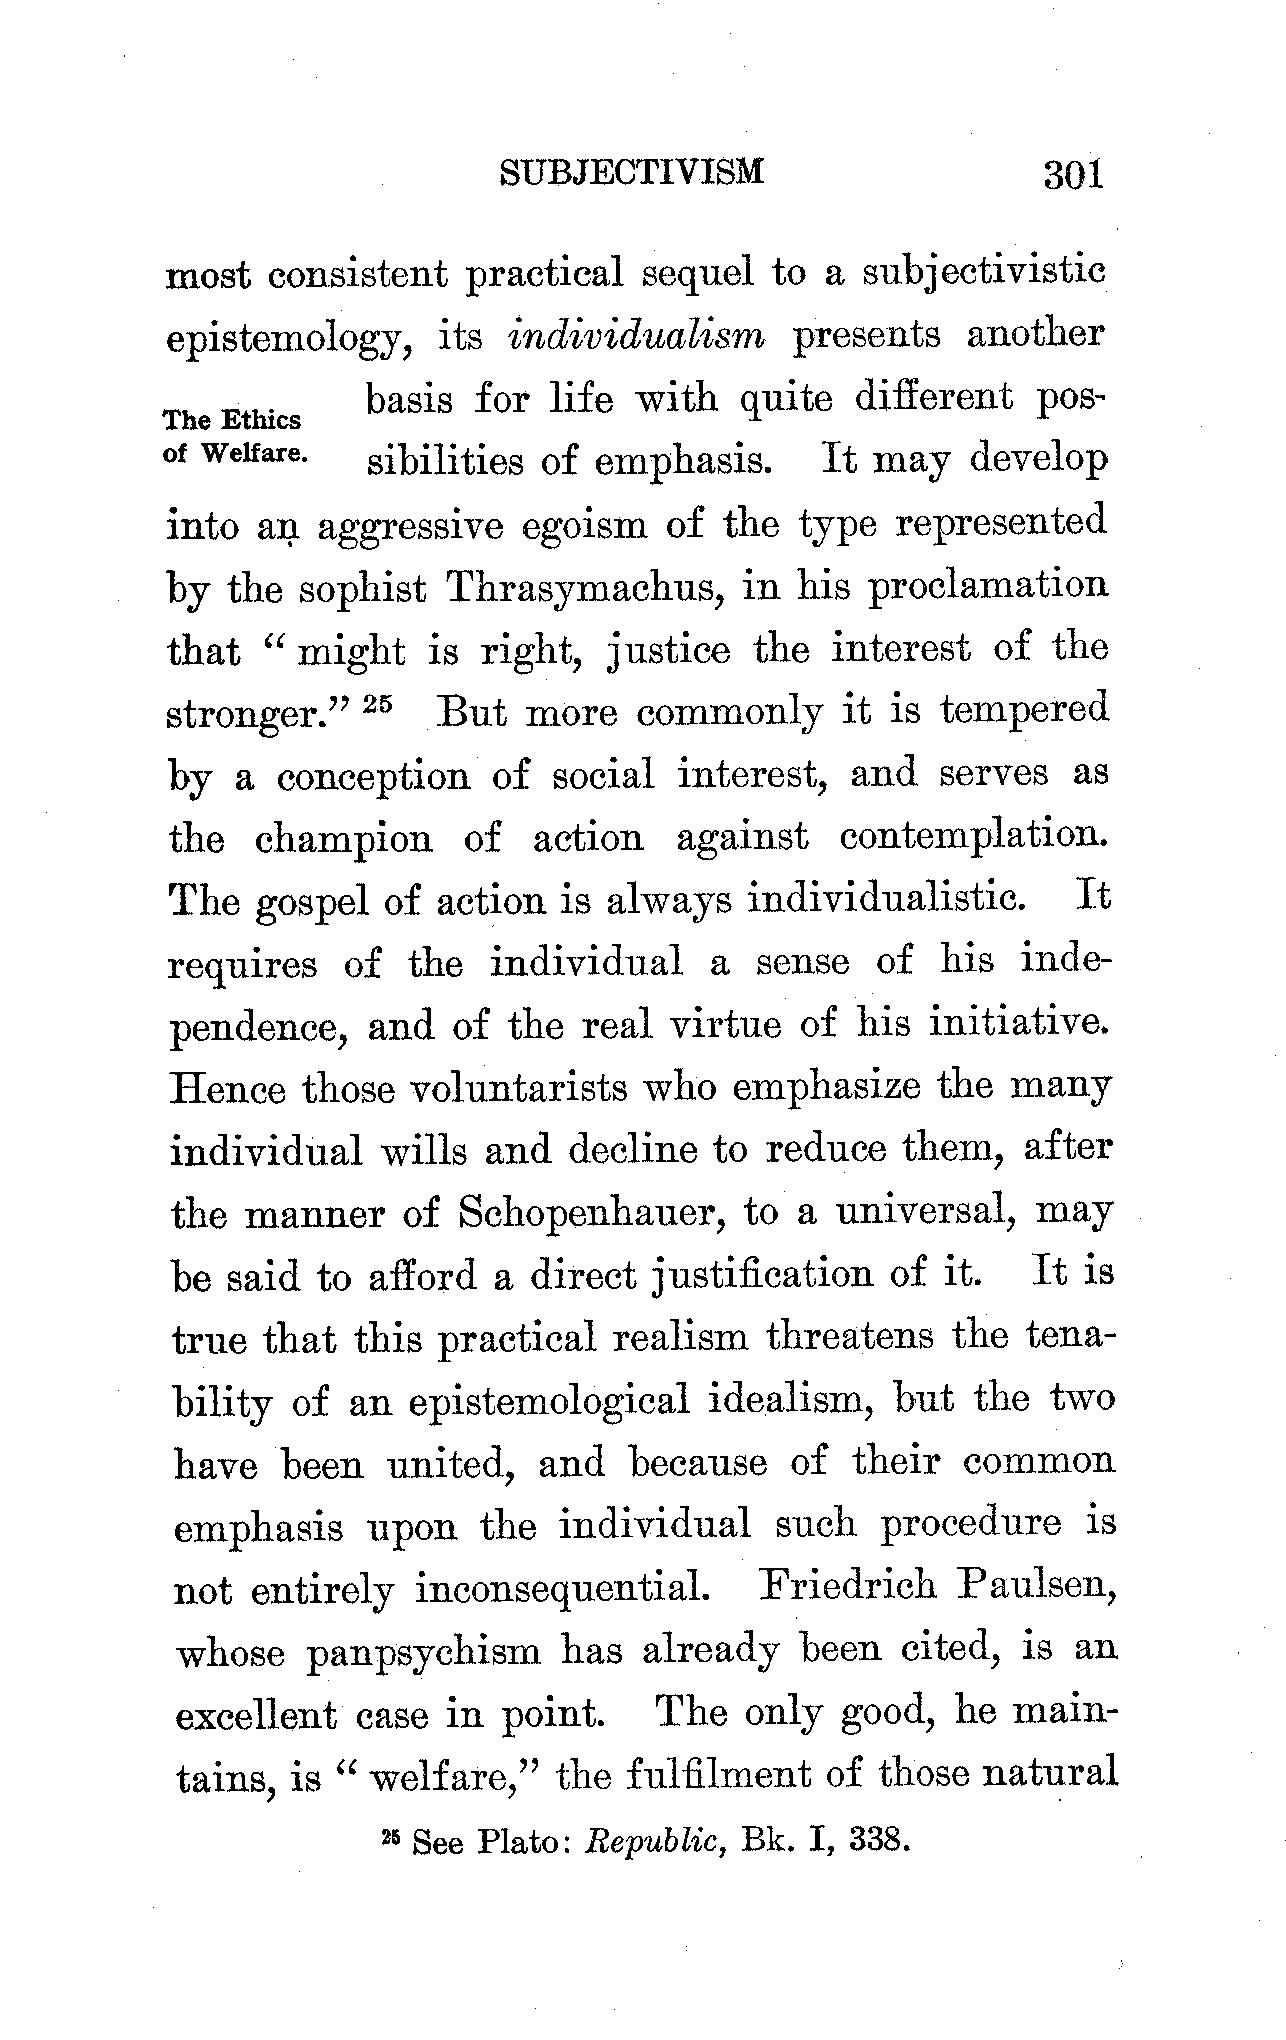 SUBJECTIVISM 301
most consistent practical sequel to a subjectivistic
epistemology, its individualism presents another
The Ethics
of Welfare.
basis for life with quite different pos-
sibilities of emphasis. It may develop
into an aggressive egoism of the type represented
by the sophist Thrasymachus, in his proclamation
that “ might is right, justice the interest of the
stronger.” 25 But more commonly it is tempered
by a conception of social interest, and serves as
the champion of action against contemplation.
The gospel of action is always individualistic. It
requires of the individual a sense of his inde-
pendence, and of the real virtue of his initiative.
Hence those voluntarists who emphasize the many
individual wills and decline to reduce them, after
the manner of Schopenhauer, to a universal, may
be said to afford a direct justification of it. It is
true that this practical realism threatens the tena-
bility of an epistemological idealism, but the two
have been united, and because of their common
emphasis upon the individual such procedure is
not entirely inconsequential. Friedrich Paulsen,
whose panpsychism has already been cited, is an
excellent case in point. The only good, he main-
tains, is “ welfare,” the fulfilment of those natural
25 See Plato: Republic, Bk. I, 338.